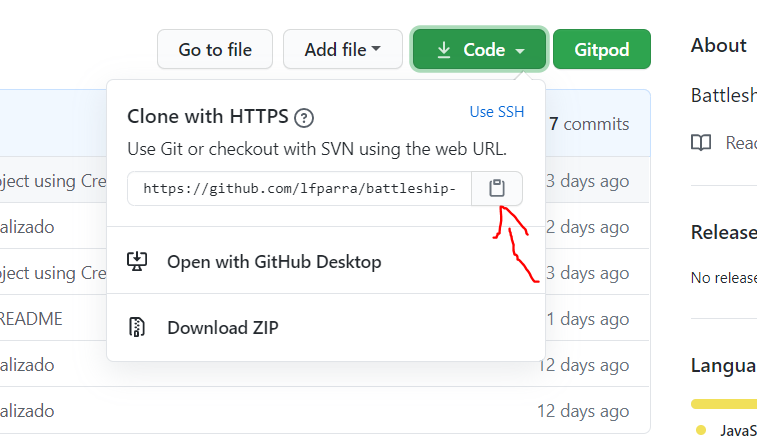 Go to file Add file Code Gitpod About
Clone with HTTPS Use SSH
Use Git or checkout with SVN using the web URL.
https://github.com/lfparra/battleship-
Open with GitHub Desktop
Download ZIP
7 commits
oject using Cre 3 days ago
alizado 2 days ago
oject using Cre 3 days ago
README 1 days ago
alizado 12 days ago
alizado 12 days ago
Battlesh
Read
Release
No release
Langua
JavaS